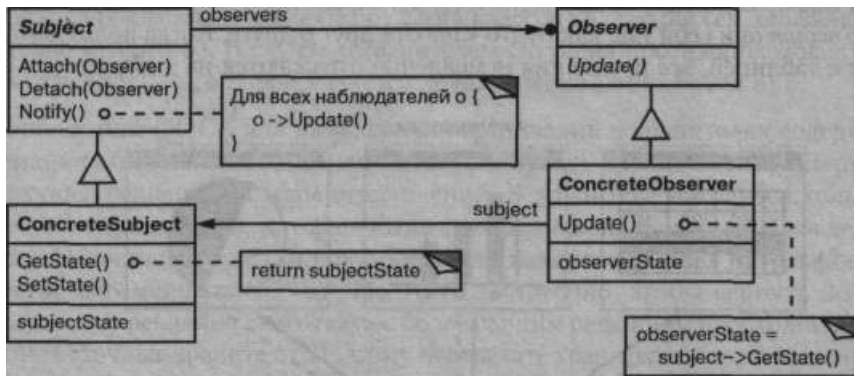 Subject
Attach(Observer)
Detach(Observer)
Notify()
observers
Observer
Update()
Для всех наблюдателей o {
o ->Update()
}
ConcreteSubject
GetState()
SetState()
subjectState
subject
return subjectState
ConcreteObserver
Update()
observerState
observerState =
subject->GetState()